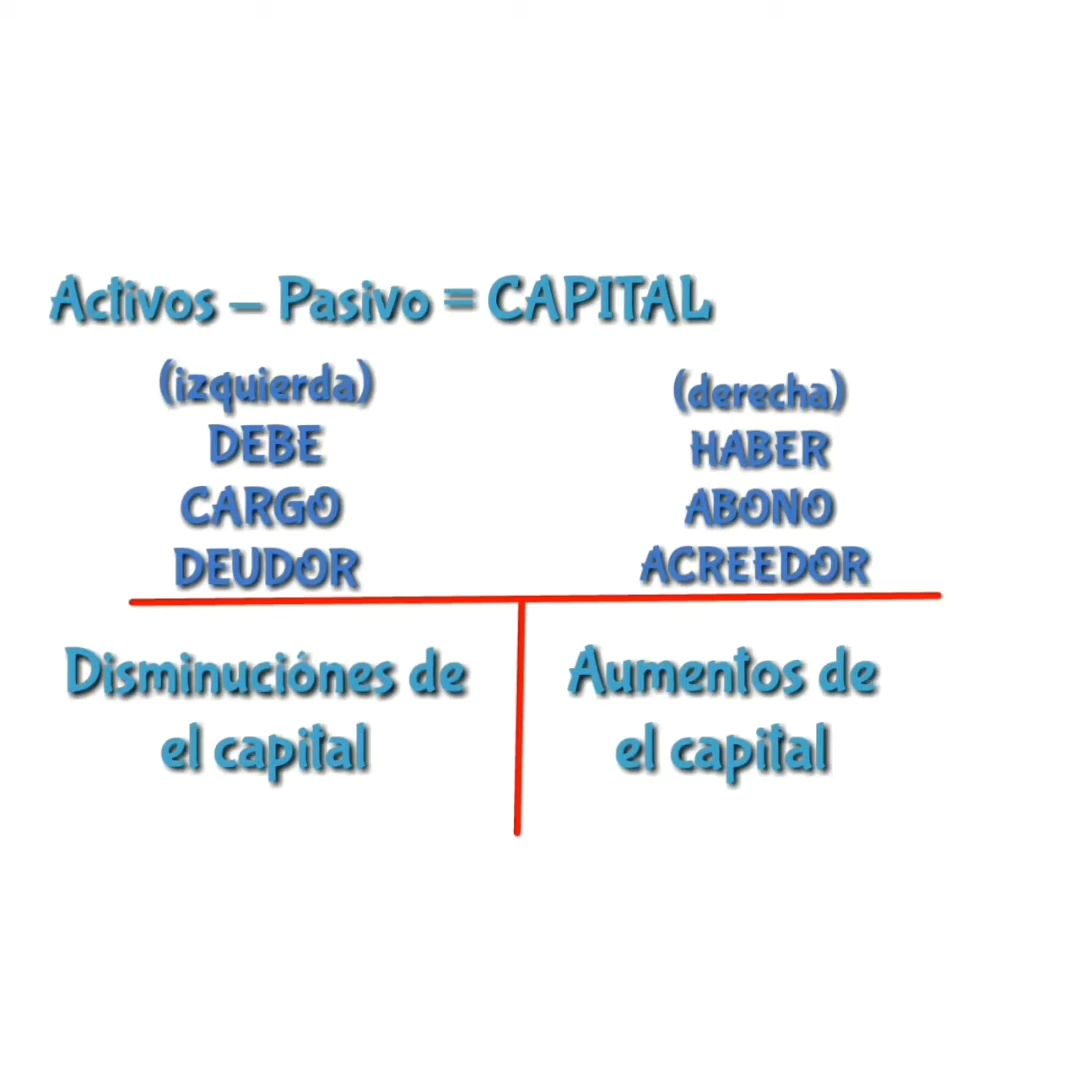 Activos - Pasivo = CAPITAL
(izquierda)
DEBE
CARGO
DEUDOR
(derecha)
HABER
ABONO
ACREEDOR
Disminuciónes de
el capital
Aumentos de
el capital